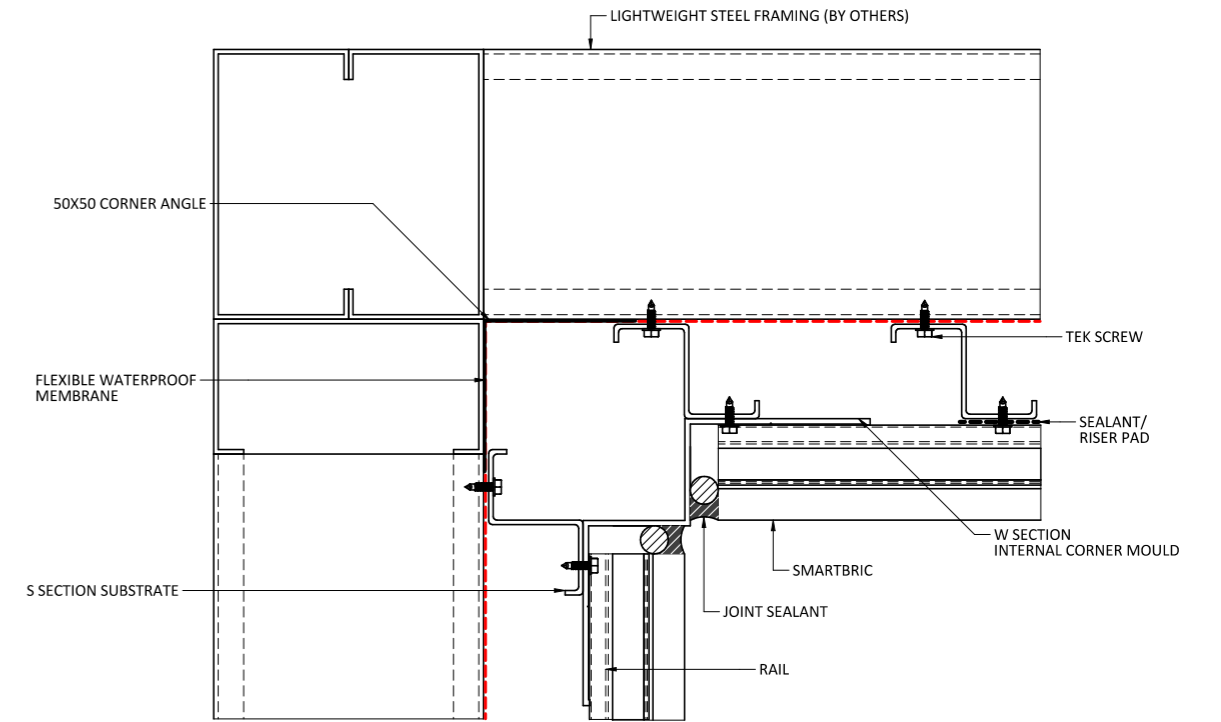 LIGHTWEIGHT STEEL FRAMING (BY OTHERS)
50X50 CORNER ANGLE
TEK SCREW
FLEXIBLE WATERPROOF
MEMBRANE
SEALANT/
RISER PAD
W SECTION
INTERNAL CORNER MOULD
SMARTBRIC
S SECTION SUBSTRATE
JOINT SEALANT
RAIL